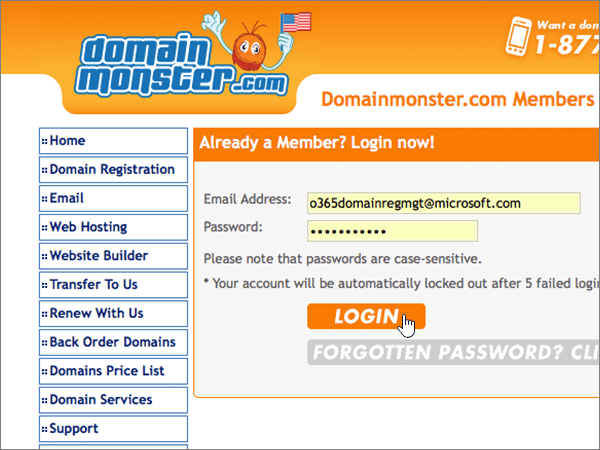 domain
monster.com
Want a dom
1-877
Domainmonster.com Members
Home
Domain Registration
Email
Web Hosting
Website Builder
Transfer To Us
Renew With Us
Back Order Domains
Domains Price List
Domain Services
Support
Already a Member? Login now!
Email Address: o365domainregmgt@microsoft.com
Password: •••••••••••
Please note that passwords are case-sensitive.
* Your account will be automatically locked out after 5 failed login
LOGIN
FORGOTTEN PASSWORD? CLI